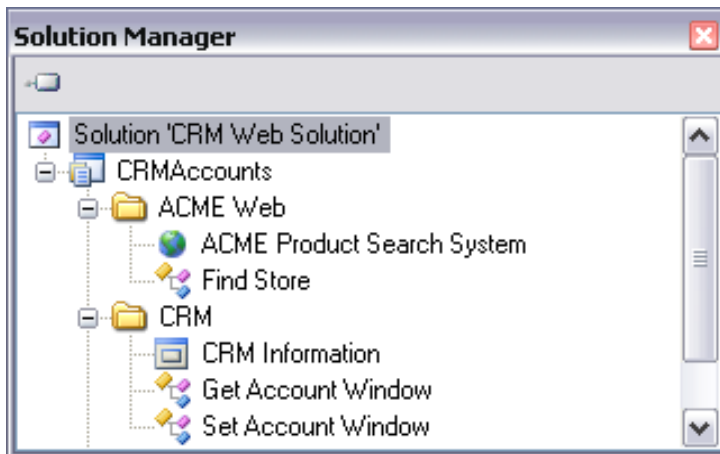 Solution Manager
Solution 'CRM Web Solution'
CRMAccounts
ACME Web
ACME Product Search System
Find Store
CRM
CRM Information
Get Account Window
Set Account Window